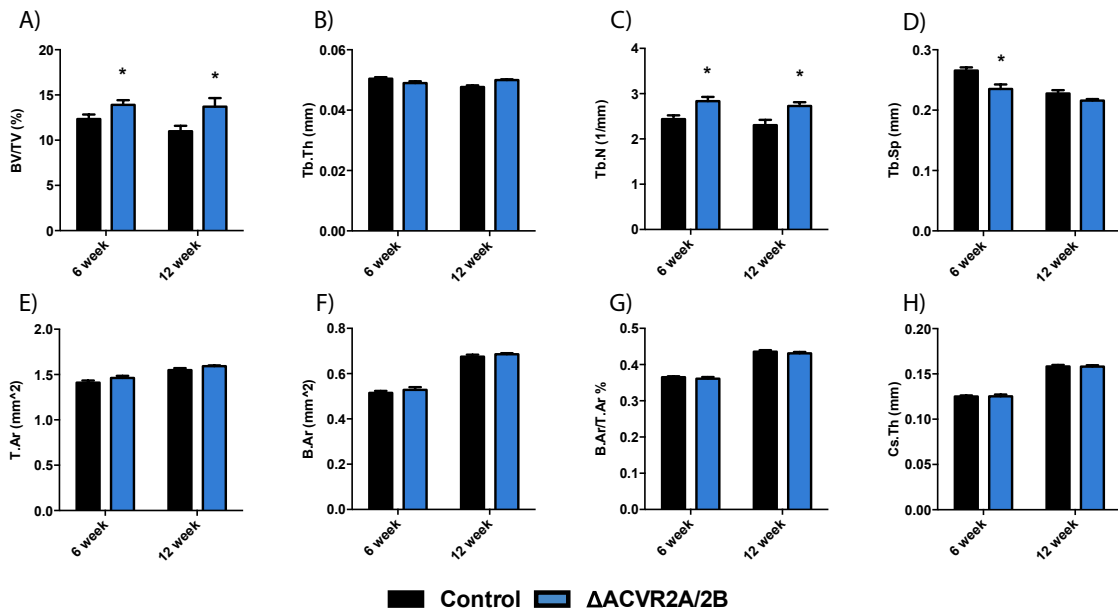 A)
BV/TV (%)
20
15
10
5
0
*
*
6 week
12 week
B)
Tb.Th (mm)
0.06
0.04
0.02
0.00
6 week
12 week
C)
Tb.N (1/mm)
4
3
2
1
0
*
*
6 week
12 week
D)
Tb.Sp (mm)
0.3
0.2
0.1
0.0
*
6 week
12 week
E)
T.Ar (mm^2)
2.0
1.5
1.0
0.5
0.0
6 week
12 week
F)
B.Ar (mm ^2)
0.8
0.6
0.4
0.2
0.0
6 week
12 week
G)
B.Ar/T.Ar %
0.5
0.4
0.3
0.2
0.1
0.0
6 week
12 week
H)
Cs.Th (mm)
0.20
0.15
0.10
0.05
0.00
6 week
12 week
Control ΔACVR2A/2B